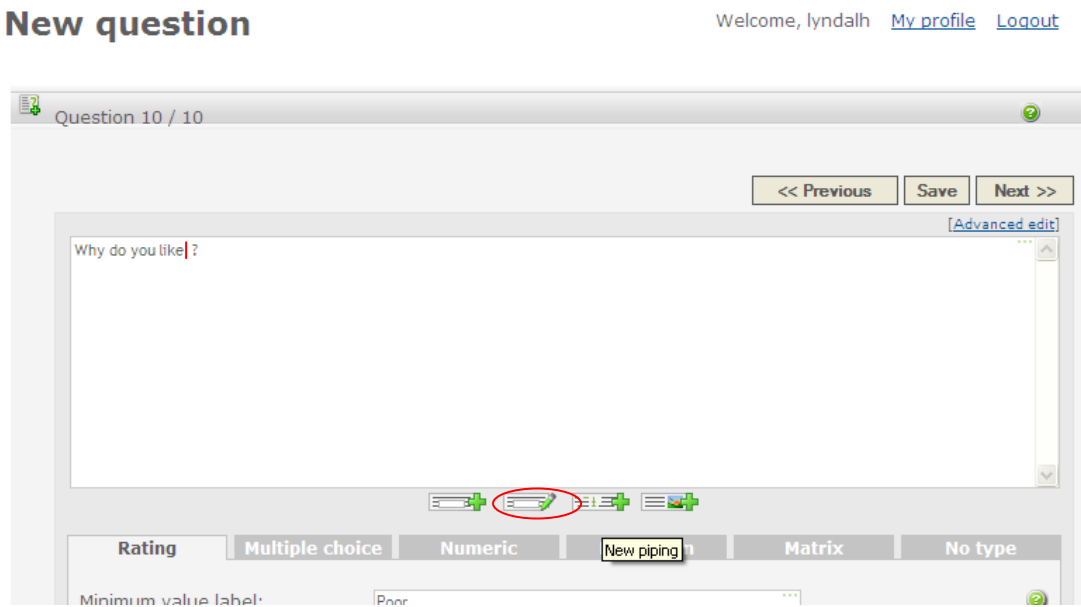 New question
Welcome, lyndalh My profile Logout
Question 10 / 10
<< Previous Save Next >>
[Advanced edit]
Why do you like ?
Rating Multiple choice Numeric Matrix No type
New piping
Minimum value label: Poor